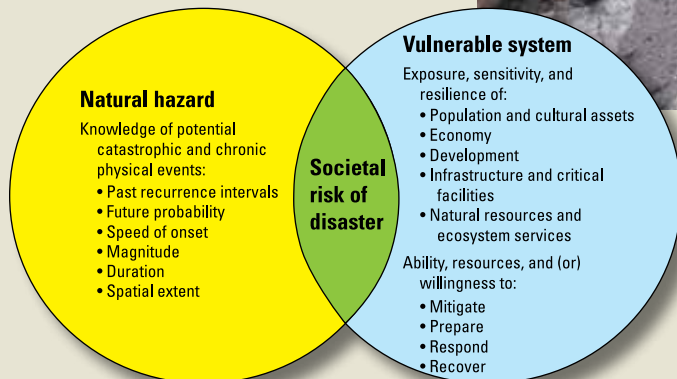 Natural hazard
Knowledge of potential
catastrophic and chronic
physical events:
• Past recurrence intervals
• Future probability
• Speed of onset
• Magnitude
• Duration
• Spatial extent
Societal
risk of
disaster
Vulnerable system
Exposure, sensitivity, and
resilience of:
• Population and cultural assets
• Economy
• Development
• Infrastructure and critical
facilities
• Natural resources and
ecosystem services
Ability, resources, and (or)
willingness to:
• Mitigate
• Prepare
• Respond
• Recover